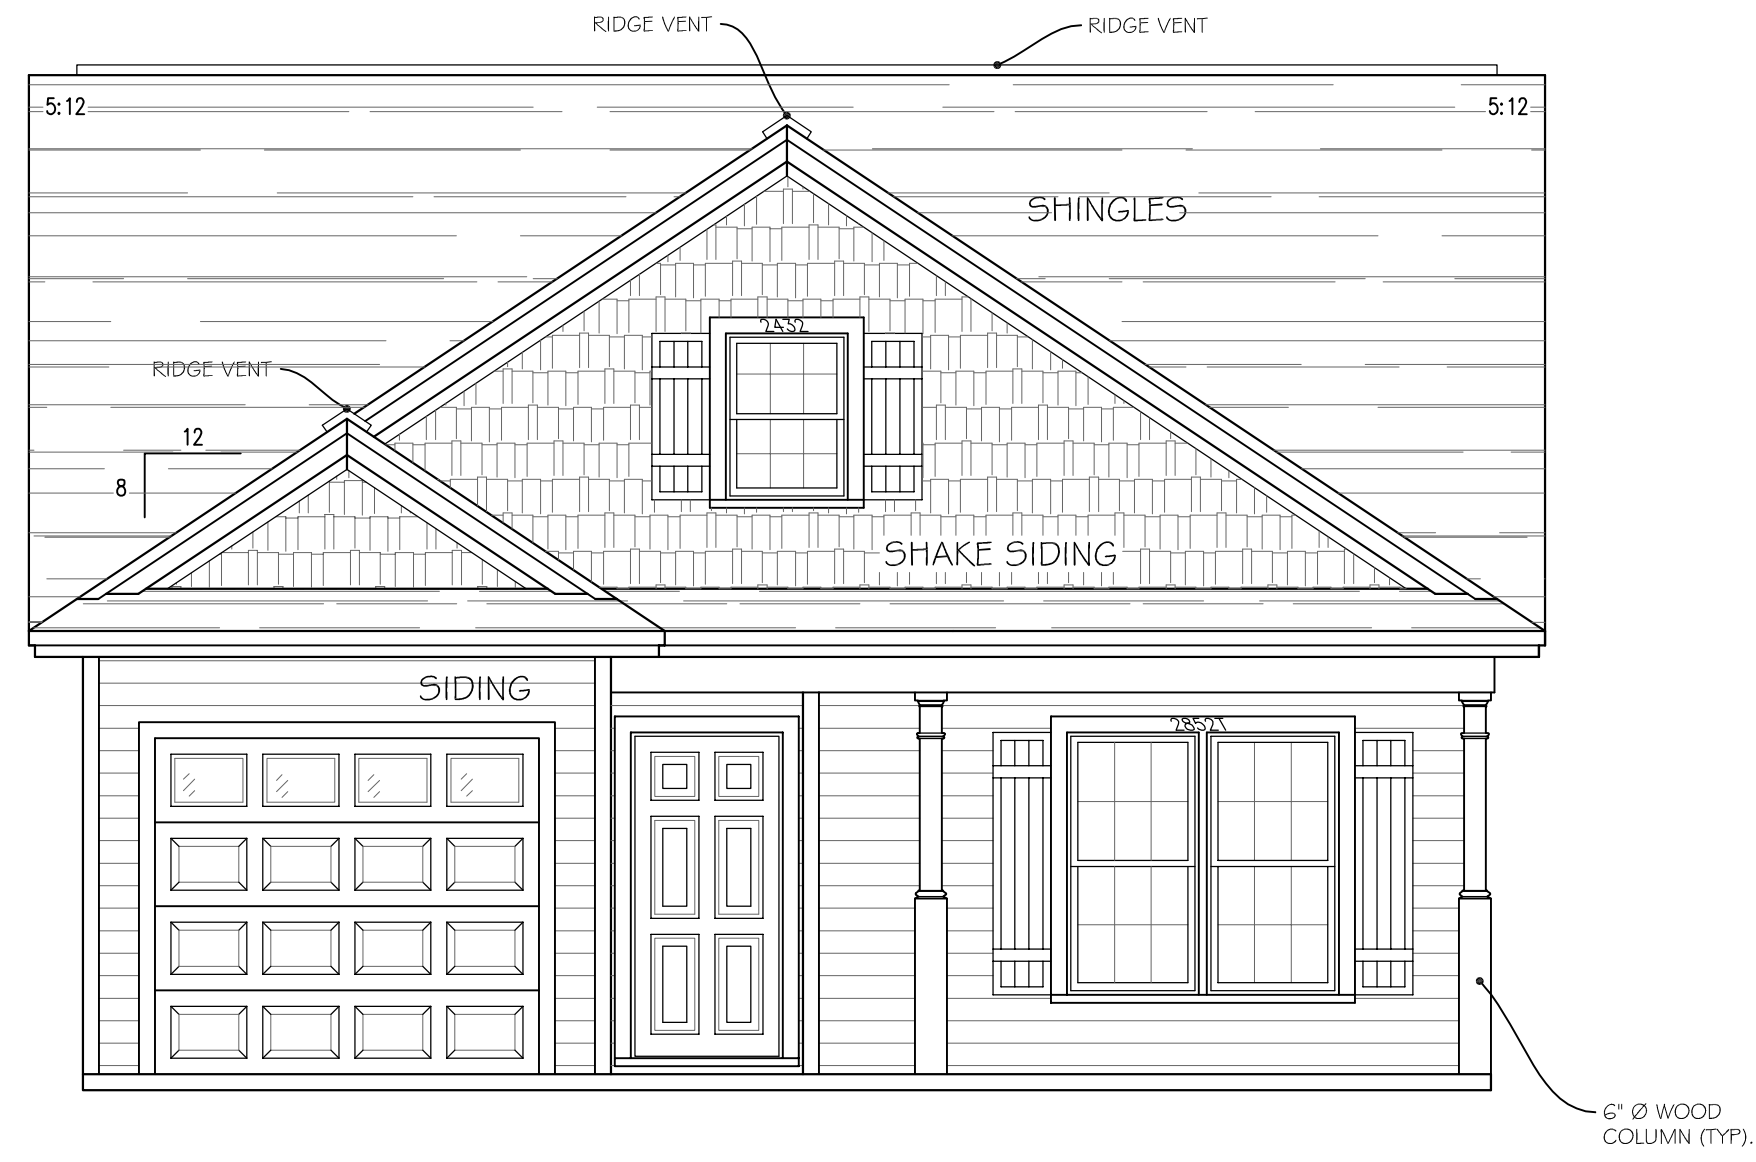 RIDGE VENT
RIDGE VENT
5:12
5:12
SHINGLES
2432
RIDGE VENT
12
8
SHAKE SIDING
SIDING
2852T
6" Ø WOOD
COLUMN (TYP).